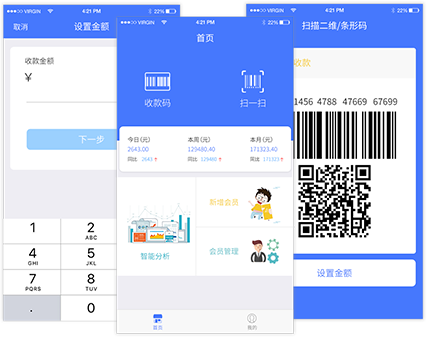 ●●●○○ VIRGIN 4:21 PM
取消 设置金额
收款金额
¥
下一步
1
2
ABC
4
GHI
5
JKL
7
PQRS
8
TUV
.
0
●●●○○ VIRGIN 4:21 PM 22%
首页
收款码 扫一扫
今日(元) 本周(元) 本月(元)
2643.00 129480.40 171323.40
同比 2643 ↑ 同比 129480 ↑ 同比 171323 ↑
智能分析
新增会员
会员管理
首页 我的
4:21 PM 22%
扫描二维/条形码
收款
1456 4788 47669 67699
设置金额